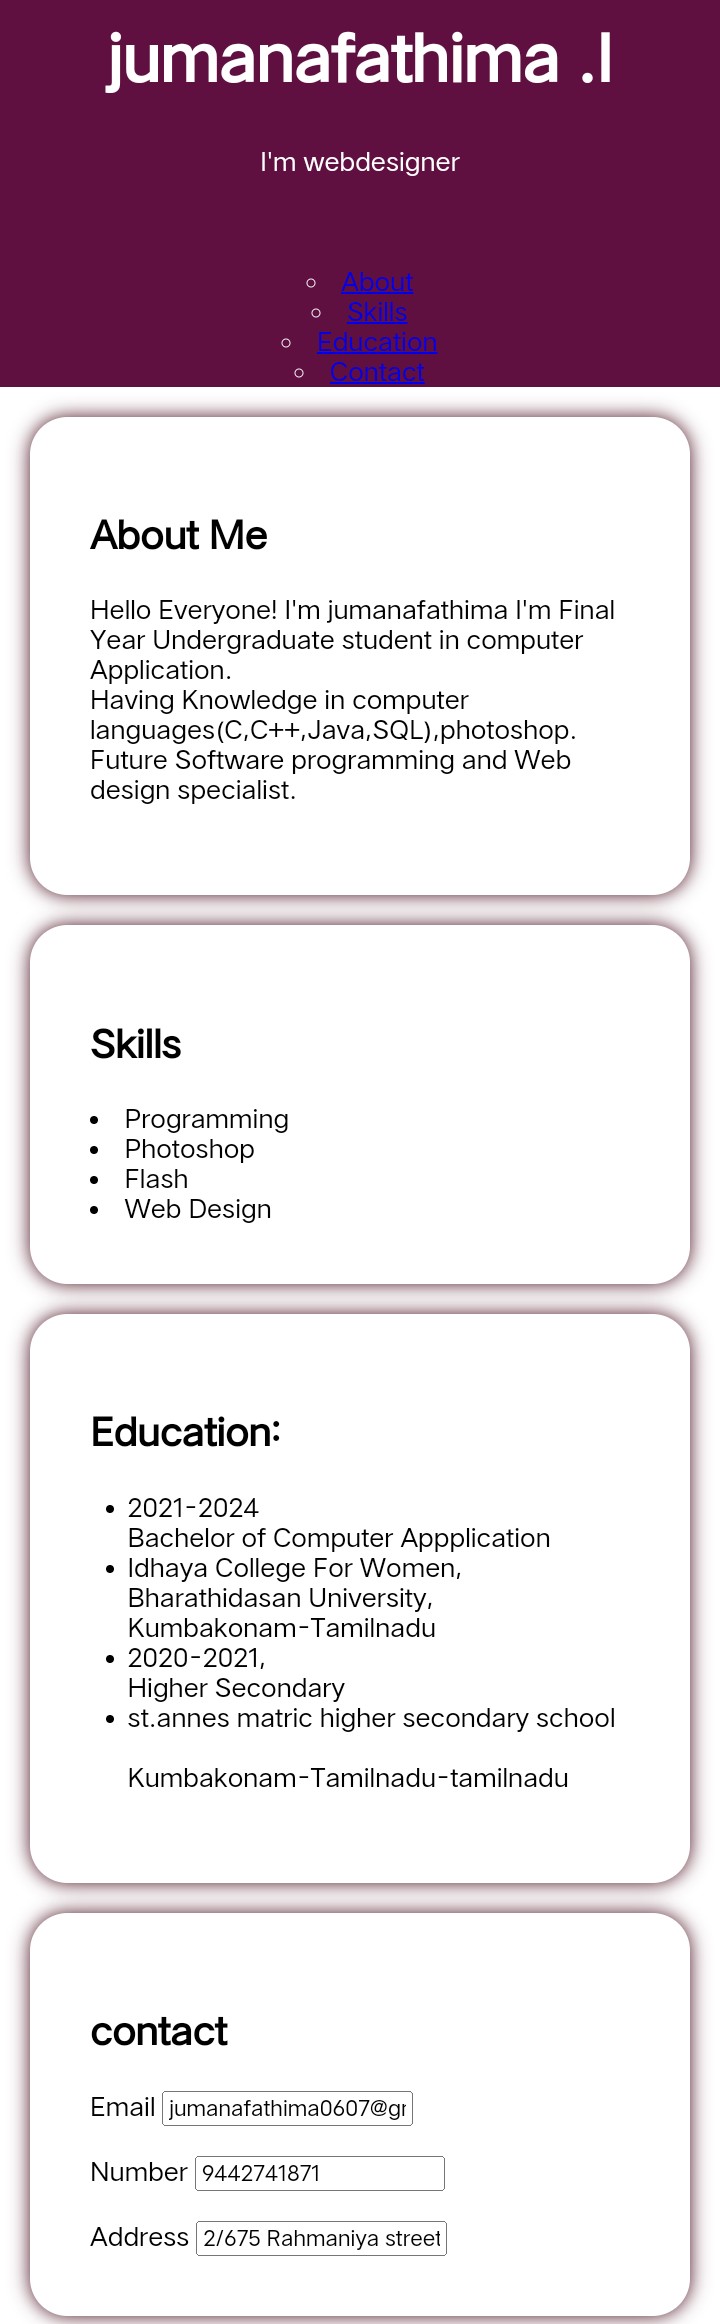 jumanafathima .I
I'm webdesigner
About
Skills
Education
Contact
About Me
Hello Everyone! I'm jumanafathima I'm Final
Year Undergraduate student in computer
Application.
Having Knowledge in computer
languages(C,C++,Java,SQL),photoshop.
Future Software programming and Web
design specialist.
Skills
Programming
Photoshop
Flash
Web Design
Education:
2021-2024
Bachelor of Computer Appplication
Idhaya College For Women,
Bharathidasan University,
Kumbakonam-Tamilnadu
2020-2021,
Higher Secondary
st.annes matric higher secondary school
Kumbakonam-Tamilnadu-tamilnadu
contact
Email jumanafathima0607@gr
Number 9442741871
Address 2/675 Rahmaniya street